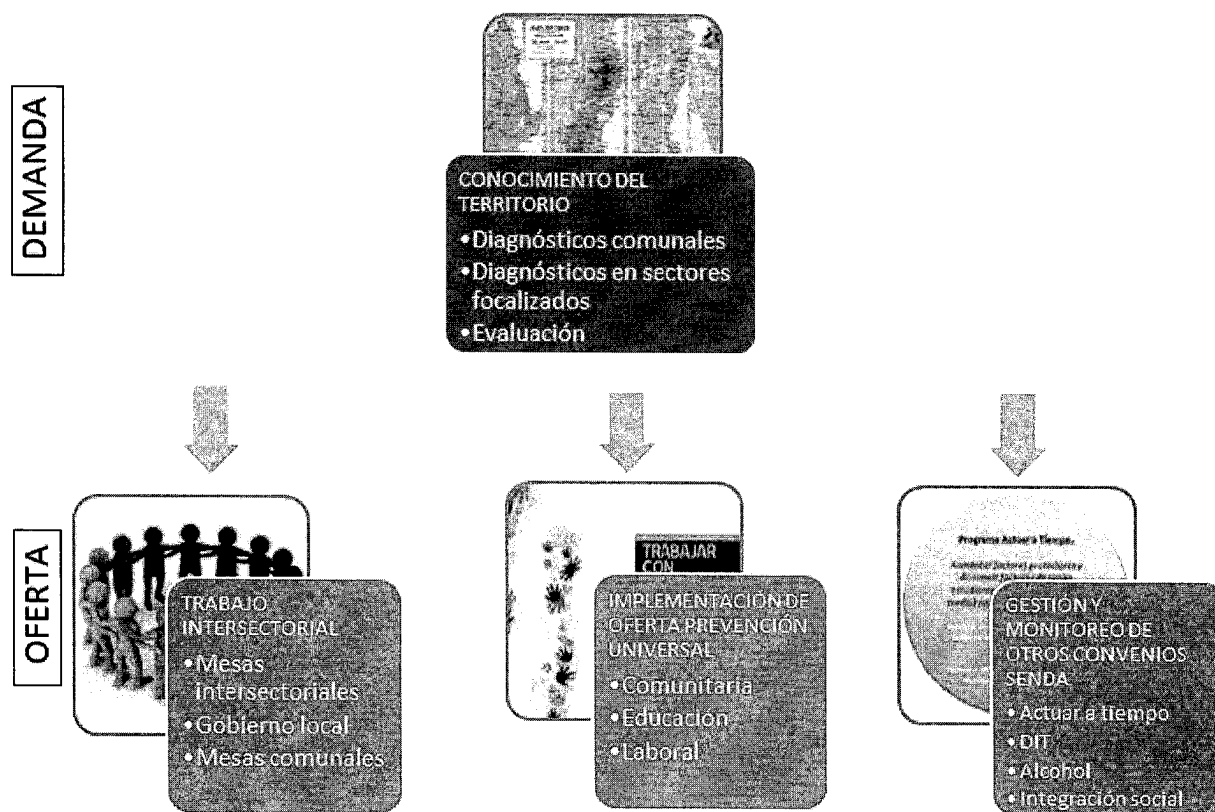 DEMANDA
CONOCIMIENTO DEL
TERRITORIO
•Diagnósticos comunales
•Diagnósticos en sectores
focalizados
•Evaluación
OFERTA
TRABAJO
INTERSECTORIAL
•Mesas
intersectoriales
•Gobierno local
•Mesas comunales
TRABAJAR
CON
IMPLEMENTACIÓN DE
OFERTA PREVENCIÓN
UNIVERSAL
•Comunitaria
•Educación
•Laboral
Programa Actuar a Tiempo.
GESTIÓN Y
MONITOREO DE
OTROS CONVENIOS
SENDA
•Actuar a tiempo
•DIT
•Alcohol
•Integración social